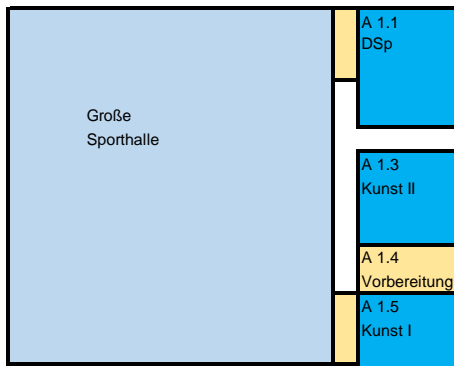 A 1.1
DSp
Große
Sporthalle
A 1.3
Kunst II
A 1.4
Vorbereitung
A 1.5
Kunst I